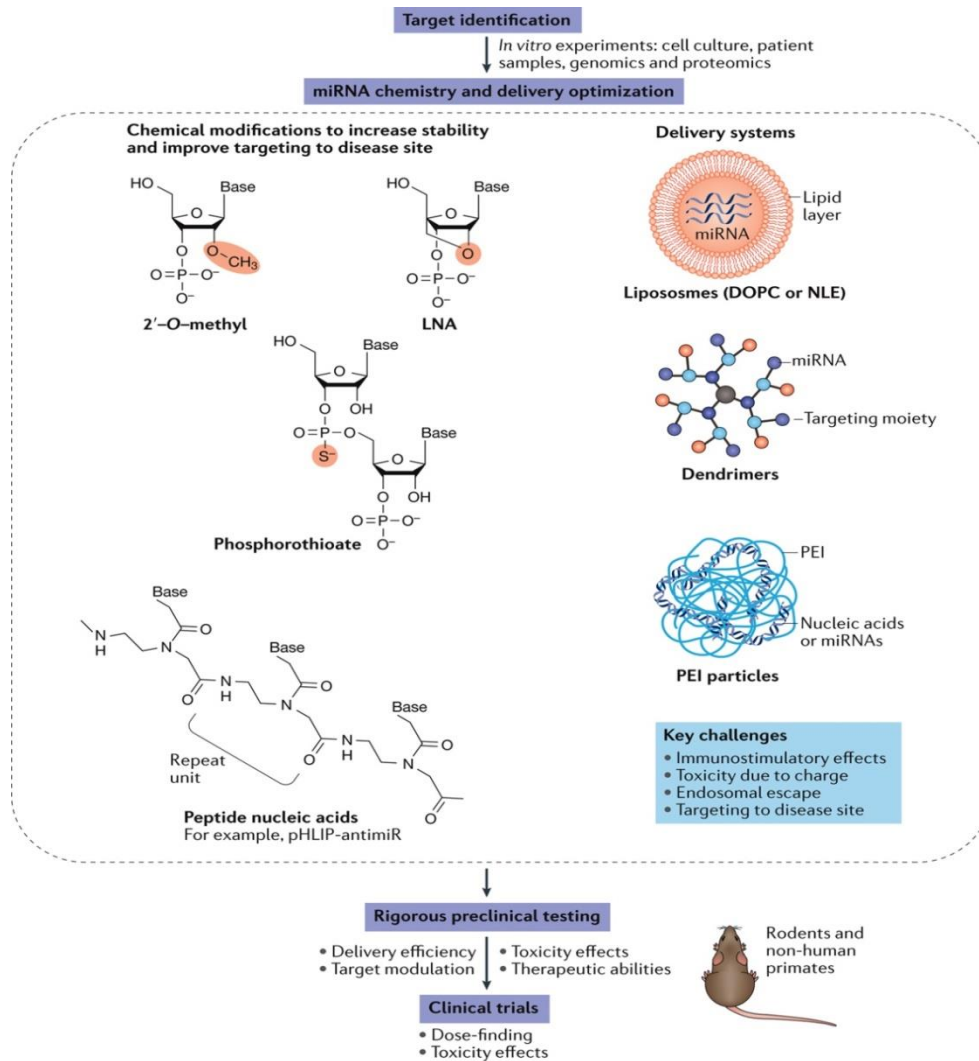 Target identification
In vitro experiments: cell culture, patient
samples, genomics and proteomics
miRNA chemistry and delivery optimization
Chemical modifications to increase stability
and improve targeting to disease site
HO
Base
O
O
O–CH₃
O=P–O⁻
O⁻
2′–O–methyl
HO
Base
O
O
O
O=P–O⁻
O⁻
LNA
HO
Base
O
O
OH
O=P–O
S⁻
Base
O
O
OH
O=P–O⁻
O⁻
Phosphorothioate
Base
N
H
N
O
O
N
H
Base
N
O
O
N
H
Base
N
O
O
Repeat
unit
Peptide nucleic acids
For example, pHLIP-antimiR
Delivery systems
miRNA
Lipid
layer
Lipososmes (DOPC or NLE)
miRNA
Targeting moiety
Dendrimers
PEI
Nucleic acids
or miRNAs
PEI particles
Key challenges
• Immunostimulatory effects
• Toxicity due to charge
• Endosomal escape
• Targeting to disease site
Rigorous preclinical testing
• Delivery efficiency
• Target modulation
• Toxicity effects
• Therapeutic abilities
Rodents and
non-human
primates
Clinical trials
• Dose-finding
• Toxicity effects